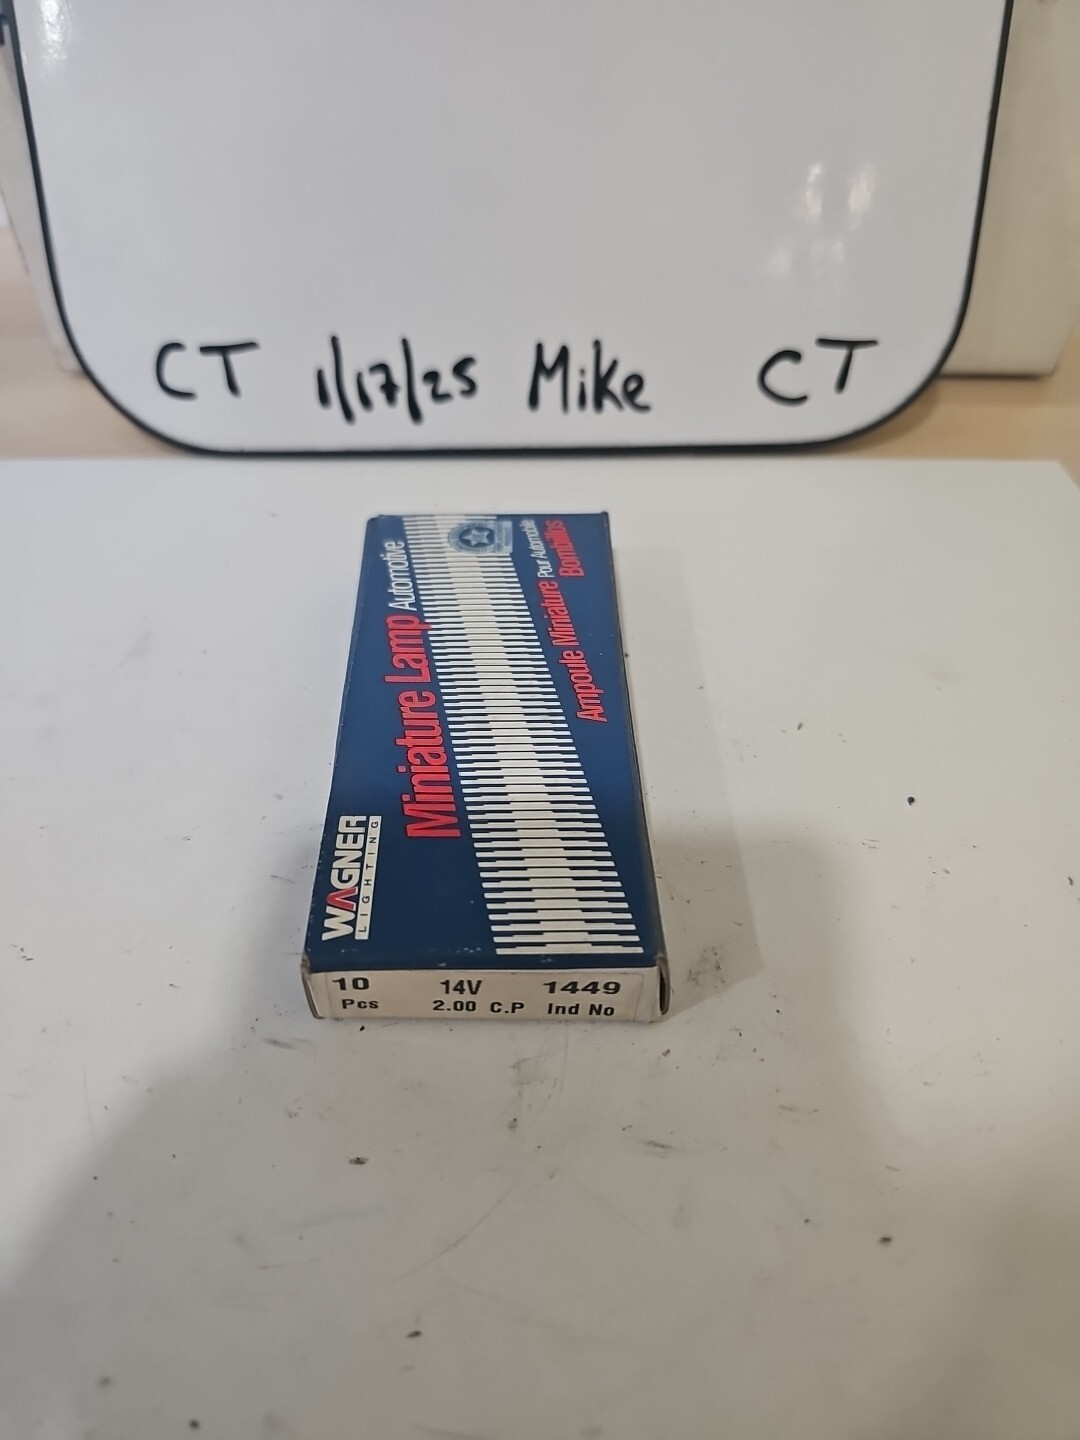 CT 1/17/25 Mike CT
WAGNER
LIGHTING
Miniature Lamp Automotive
Ampoule Miniature Pour Automobile
Bombillos
10 14V 1449
Pcs 2.00 C.P Ind No